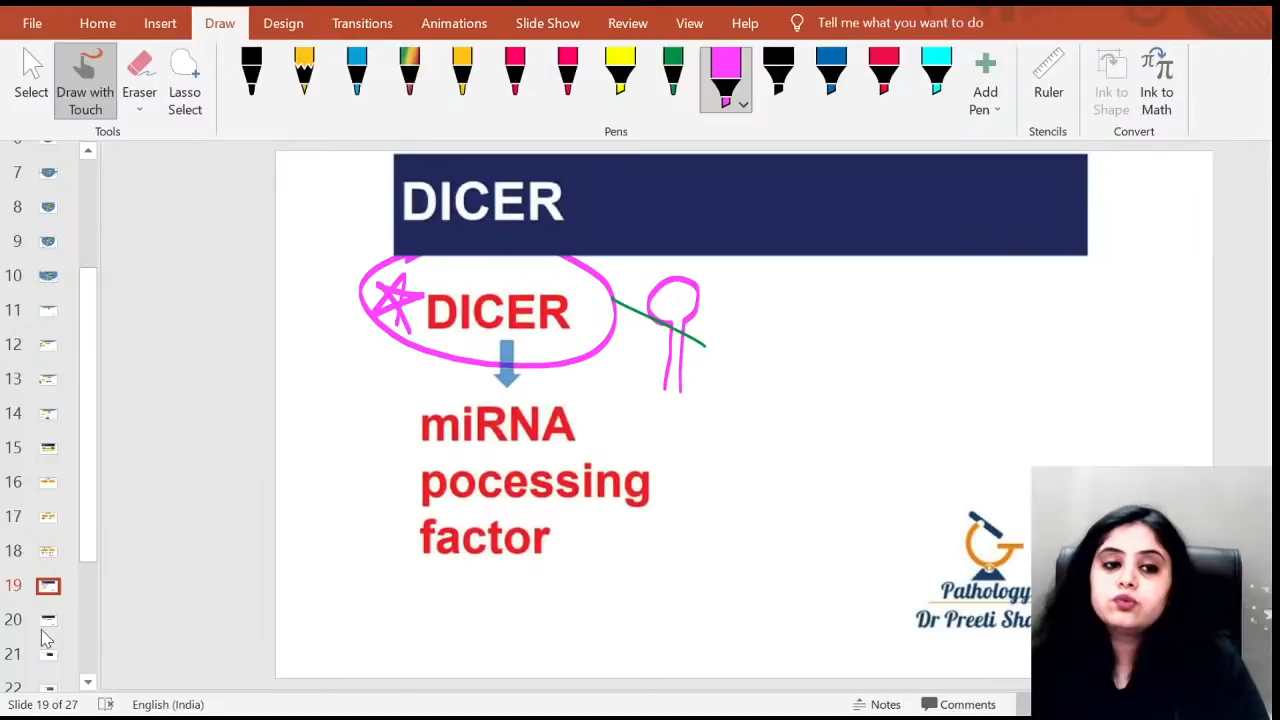 File Home Insert Draw Design Transitions Animations Slide Show Review View Help Tell me what you want to do
Select
Draw with
Touch
Eraser
Lasso
Select
Add
Pen
Ruler
Ink to
Shape
Ink to
Math
Tools Pens Stencils Convert
7
8
9
10
11
12
13
14
15
16
17
18
19
20
21
22
DICER
DICER
miRNA
pocessing
factor
Pathology
Dr Preeti Sha
Slide 19 of 27 English (India) Notes Comments